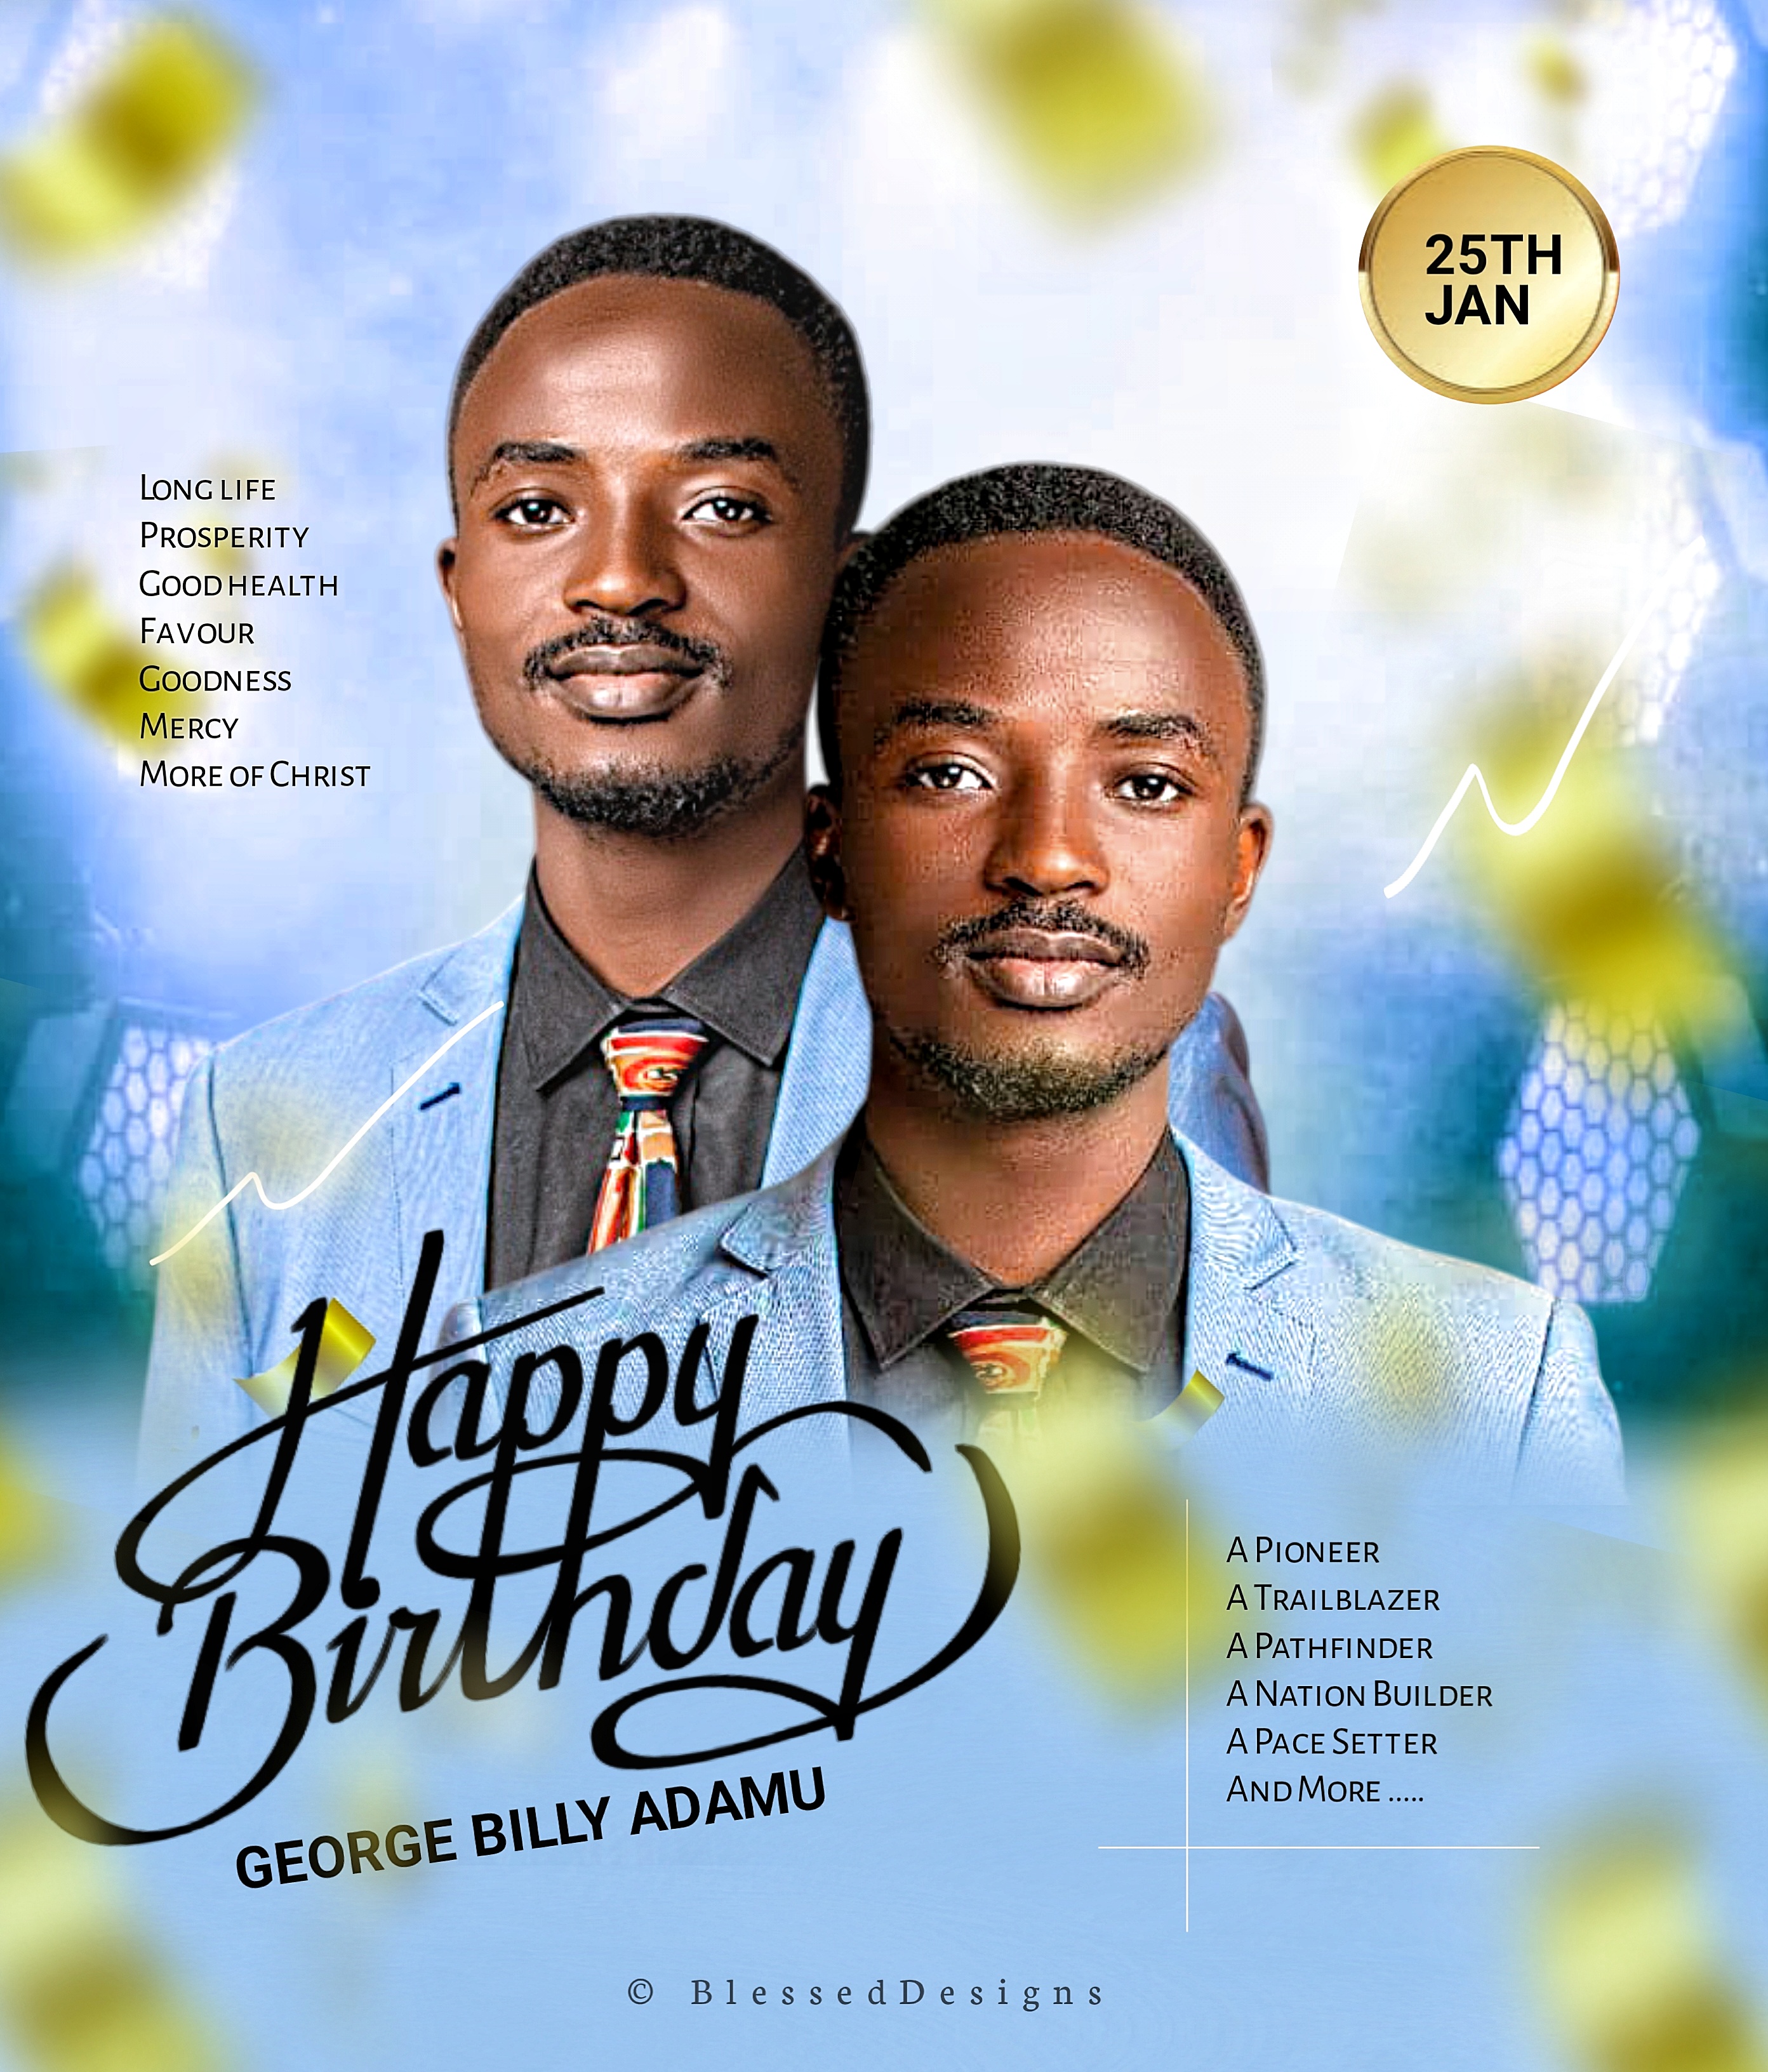 25TH
JAN
LONG LIFE
PROSPERITY
GOOD HEALTH
FAVOUR
GOODNESS
MERCY
MORE OF CHRIST
Happy
Birthday
GEORGE BILLY ADAMU
A PIONEER
A TRAILBLAZER
A PATHFINDER
A NATION BUILDER
A PACE SETTER
AND MORE .....
© BlessedDesigns